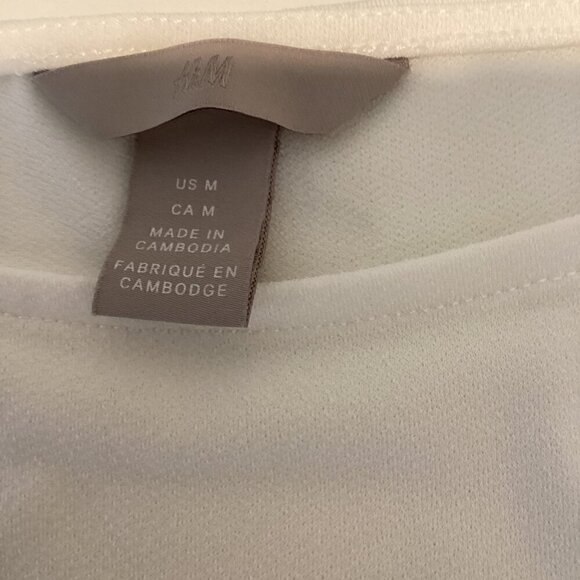 H&M
US M
CA M
MADE IN
CAMBODIA
FABRIQUÉ EN
CAMBODGE